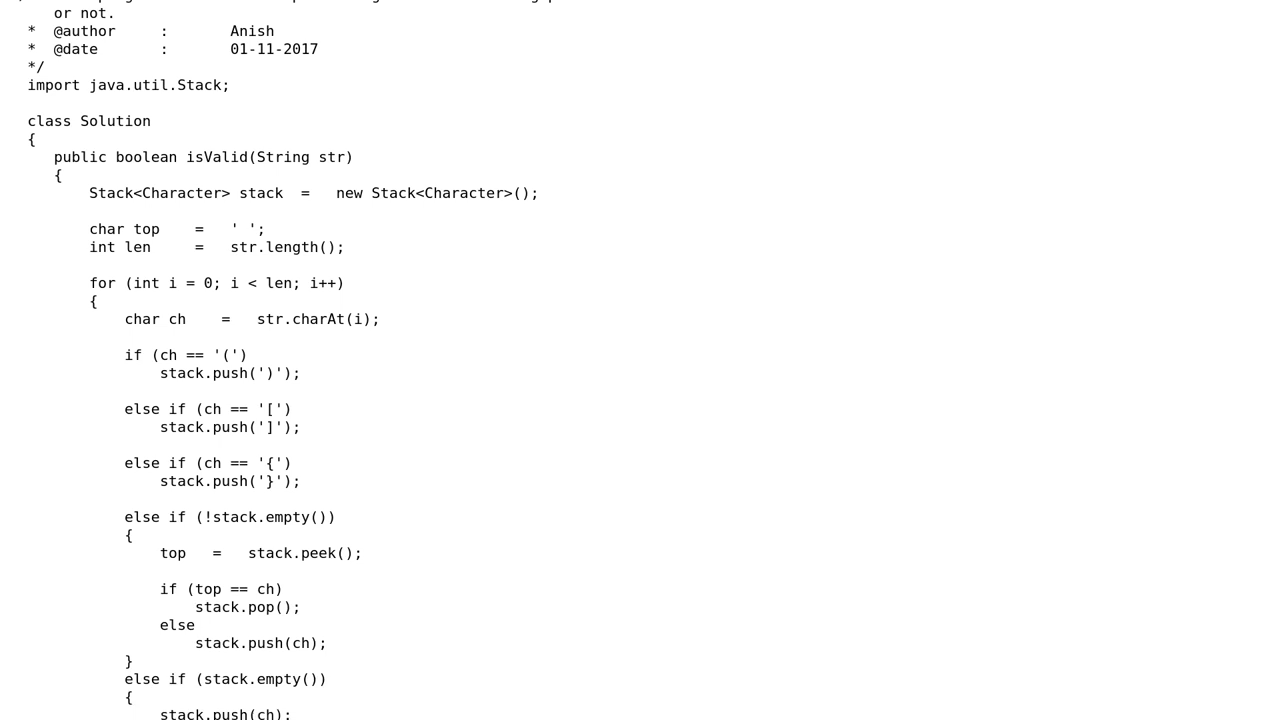 or not.
*  @author     :       Anish
*  @date       :       01-11-2017
*/
import java.util.Stack;
class Solution
{
   public boolean isValid(String str)
   {
       Stack<Character> stack  =   new Stack<Character>();
       char top    =   ' ';
       int len     =   str.length();
       for (int i = 0; i < len; i++)
       {
           char ch    =   str.charAt(i);
           if (ch == '(')
               stack.push(')');
           else if (ch == '[')
               stack.push(']');
           else if (ch == '{')
               stack.push('}');
           else if (!stack.empty())
           {
               top   =   stack.peek();
               if (top == ch)
                   stack.pop();
               else
                   stack.push(ch);
           }
           else if (stack.empty())
           {
               stack.push(ch);